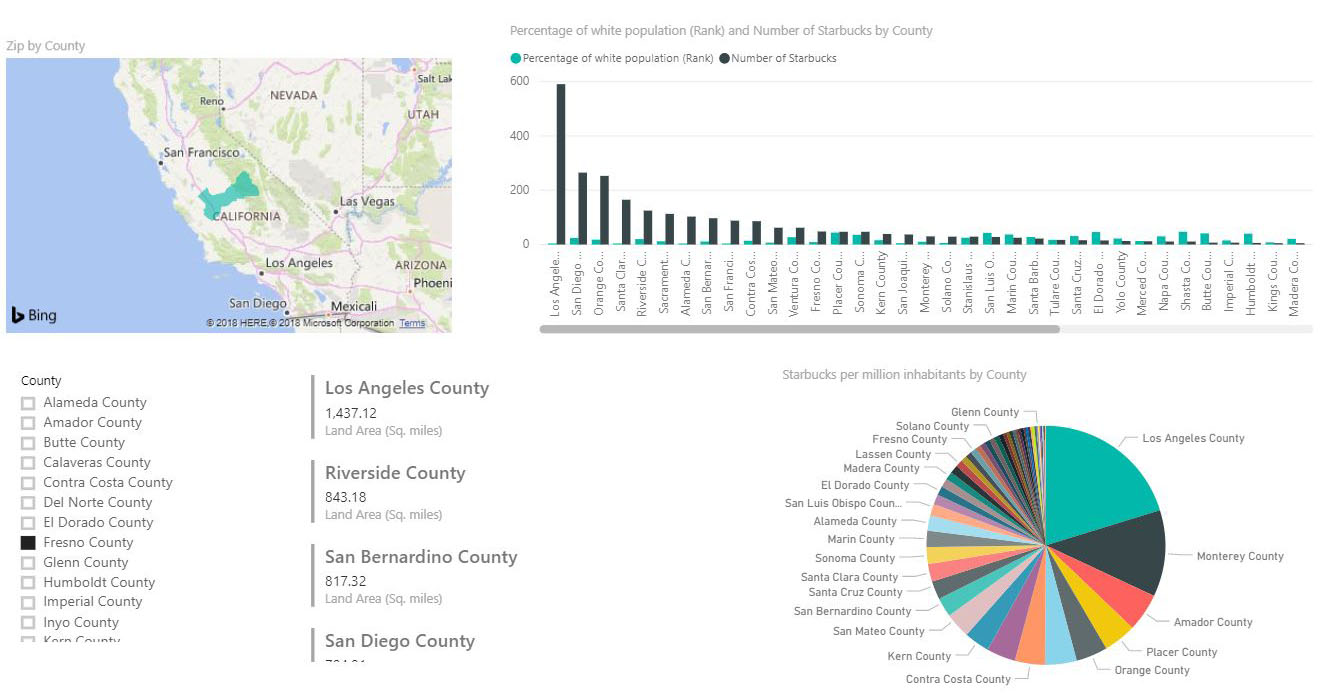 Zip by County
Salt Lak
Reno
NEVADA
UTAH
San Francisco
Las Vegas
CALIFORNIA
Los Angeles
ARIZONA
Phoeni
San Diego
Mexicali
Bing
© 2018 HERE,© 2018 Microsoft Corporation Terms
Percentage of white population (Rank) and Number of Starbucks by County
Percentage of white population (Rank) Number of Starbucks
600
400
200
0
Los Angele...
San Diego ...
Orange Co...
Santa Clar...
Riverside C...
Sacrament...
Alameda C...
San Bernar...
San Franci...
Contra Cos...
San Mateo...
Ventura Co...
Fresno Co...
Placer Cou...
Sonoma C...
Kern County
San Joaqui...
Monterey ...
Solano Co...
Stanislaus ...
San Luis O...
Marin Cou...
Santa Barb...
Tulare Cou...
Santa Cruz...
El Dorado ...
Yolo County
Merced Co...
Napa Cou...
Shasta Co...
Butte Cou...
Imperial C...
Humboldt ...
Kings Cou...
Madera Co...
County
Alameda County
Amador County
Butte County
Calaveras County
Contra Costa County
Del Norte County
El Dorado County
Fresno County
Glenn County
Humboldt County
Imperial County
Inyo County
Kern County
Los Angeles County
1,437.12
Land Area (Sq. miles)
Riverside County
843.18
Land Area (Sq. miles)
San Bernardino County
817.32
Land Area (Sq. miles)
San Diego County
Starbucks per million inhabitants by County
Glenn County
Solano County
Fresno County
Lassen County
Madera County
El Dorado County
San Luis Obispo Coun...
Alameda County
Marin County
Sonoma County
Santa Clara County
Santa Cruz County
San Bernardino County
San Mateo County
Kern County
Contra Costa County
Los Angeles County
Monterey County
Amador County
Placer County
Orange County